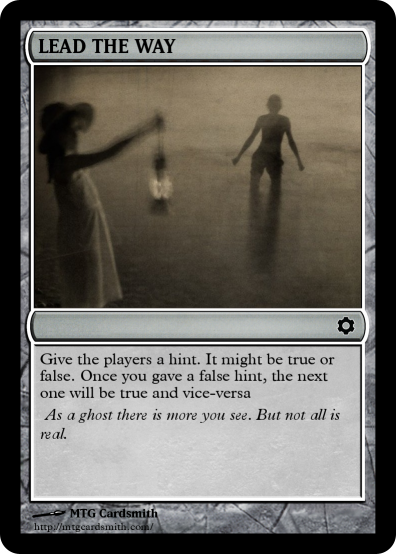 LEAD THE WAY
Give the players a hint. It might be true or
false. Once you gave a false hint, the next
one will be true and vice-versa
As a ghost there is more you see. But not all is
real.
MTG Cardsmith
http://mtgcardsmith.com/